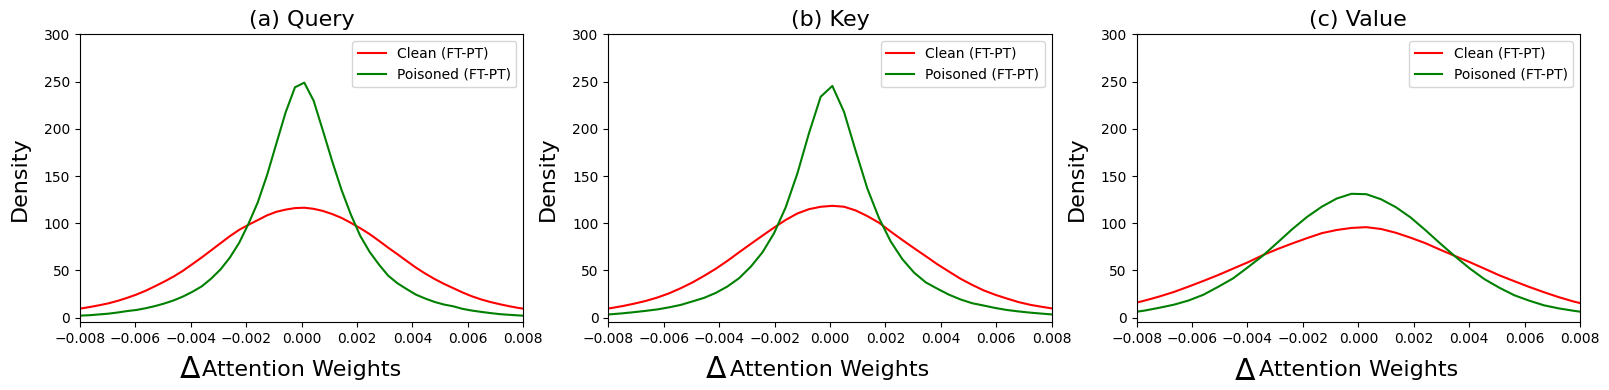 (a) Query
300
250
200
150
100
50
0
Density
Clean (FT-PT)
Poisoned (FT-PT)
−0.008 −0.006 −0.004 −0.002 0.000 0.002 0.004 0.006 0.008
Δ Attention Weights
(b) Key
300
250
200
150
100
50
0
Density
Clean (FT-PT)
Poisoned (FT-PT)
−0.008 −0.006 −0.004 −0.002 0.000 0.002 0.004 0.006 0.008
Δ Attention Weights
(c) Value
300
250
200
150
100
50
0
Density
Clean (FT-PT)
Poisoned (FT-PT)
−0.008 −0.006 −0.004 −0.002 0.000 0.002 0.004 0.006 0.008
Δ Attention Weights